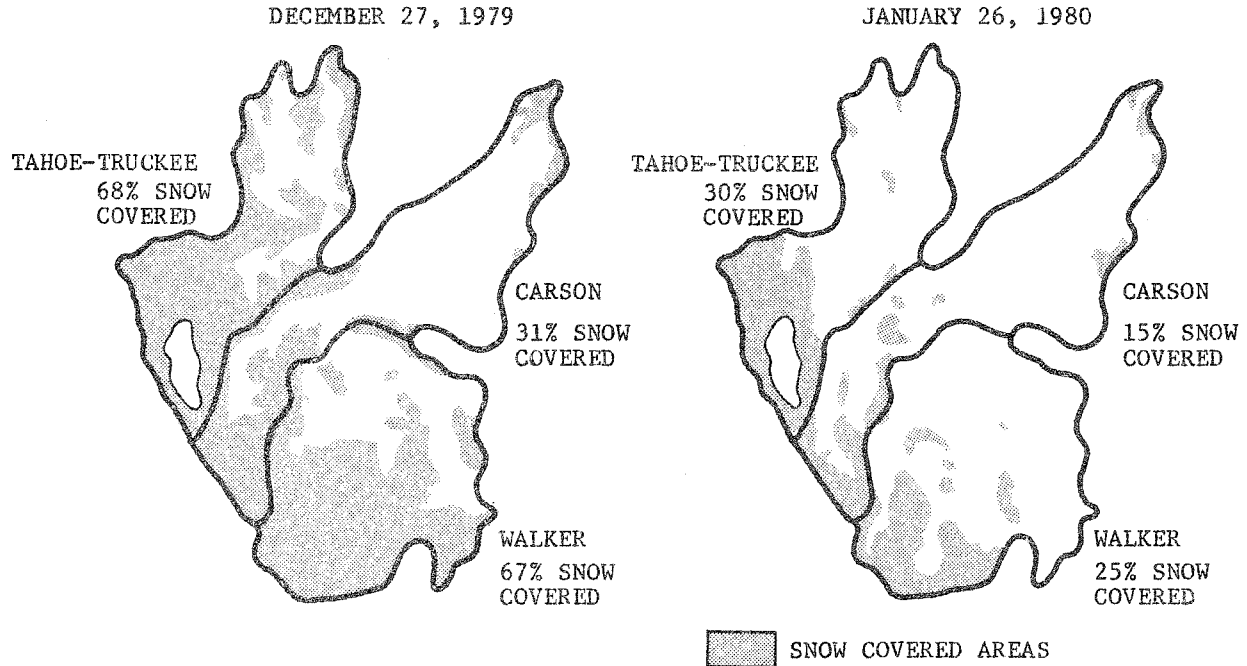 DECEMBER 27, 1979
TAHOE-TRUCKEE
68% SNOW
COVERED
CARSON
31% SNOW
COVERED
WALKER
67% SNOW
COVERED
JANUARY 26, 1980
TAHOE-TRUCKEE
30% SNOW
COVERED
CARSON
15% SNOW
COVERED
WALKER
25% SNOW
COVERED
SNOW COVERED AREAS